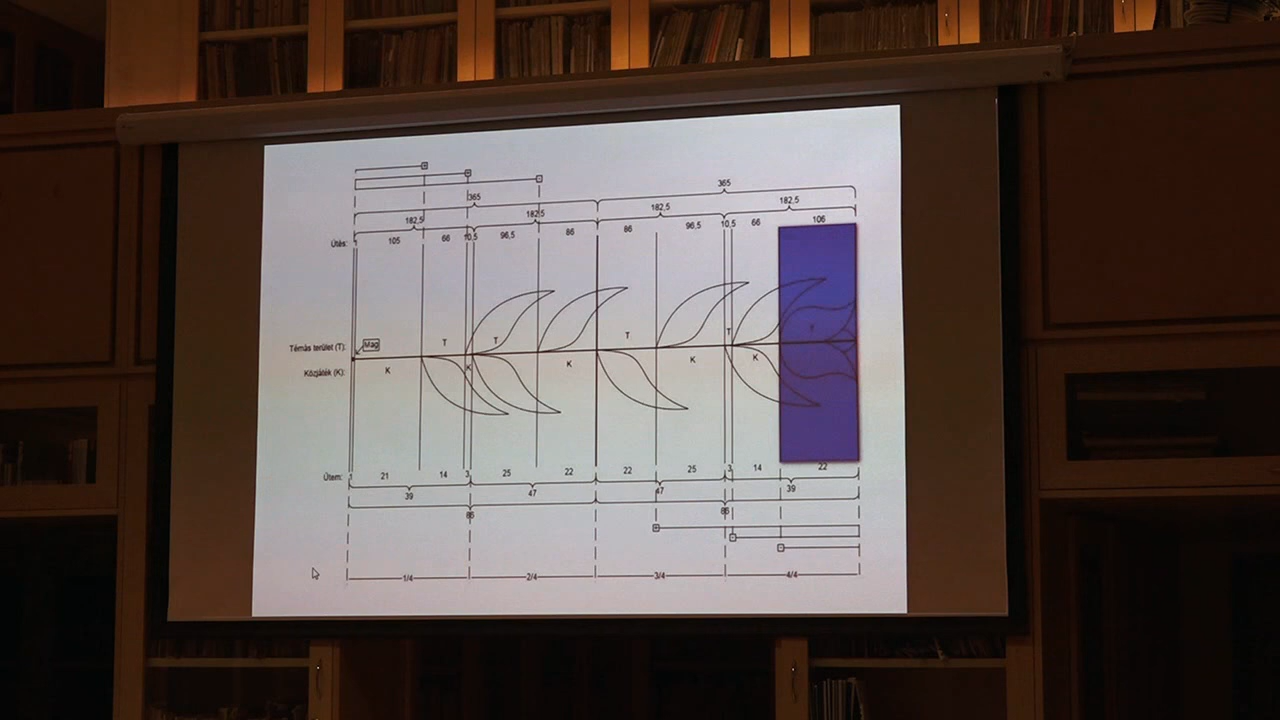 365 365
182,5 182,5 182,5 182,5
Ütés: 1 105 66 10,5 96,5 86 86 96,5 10,5 66 106
T T T T T
Témás terület (T): Mag
Közjáték (K): K K K K K
Ütem: 1 21 14 3 25 22 22 25 3 14 22
39 47 47 39
86 86
1/4 2/4 3/4 4/4